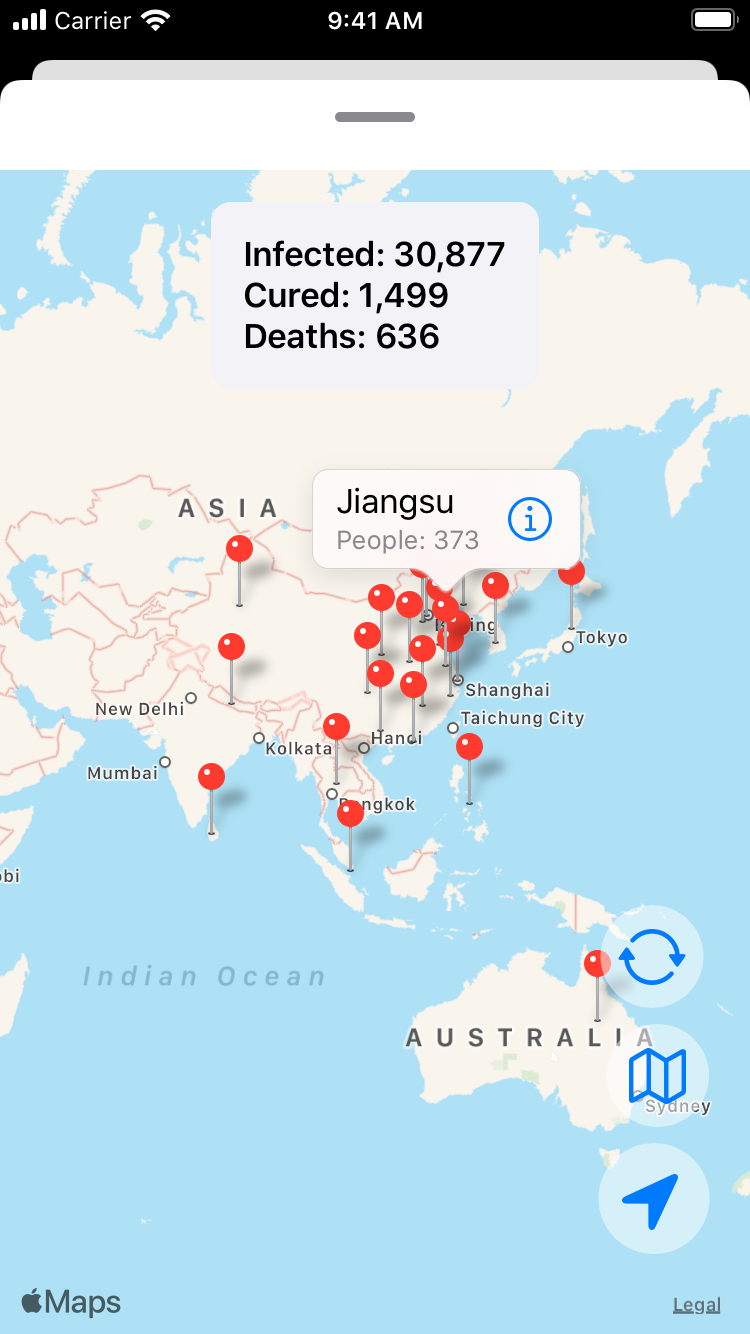 Carrier
9:41 AM
Infected: 30,877
Cured: 1,499
Deaths: 636
ASIA
Jiangsu
People: 373
Tokyo
Shanghai
New Delhi
Taichung City
Kolkata
Hanoi
Mumbai
Bangkok
Indian Ocean
AUSTRALIA
Sydney
Maps
Legal